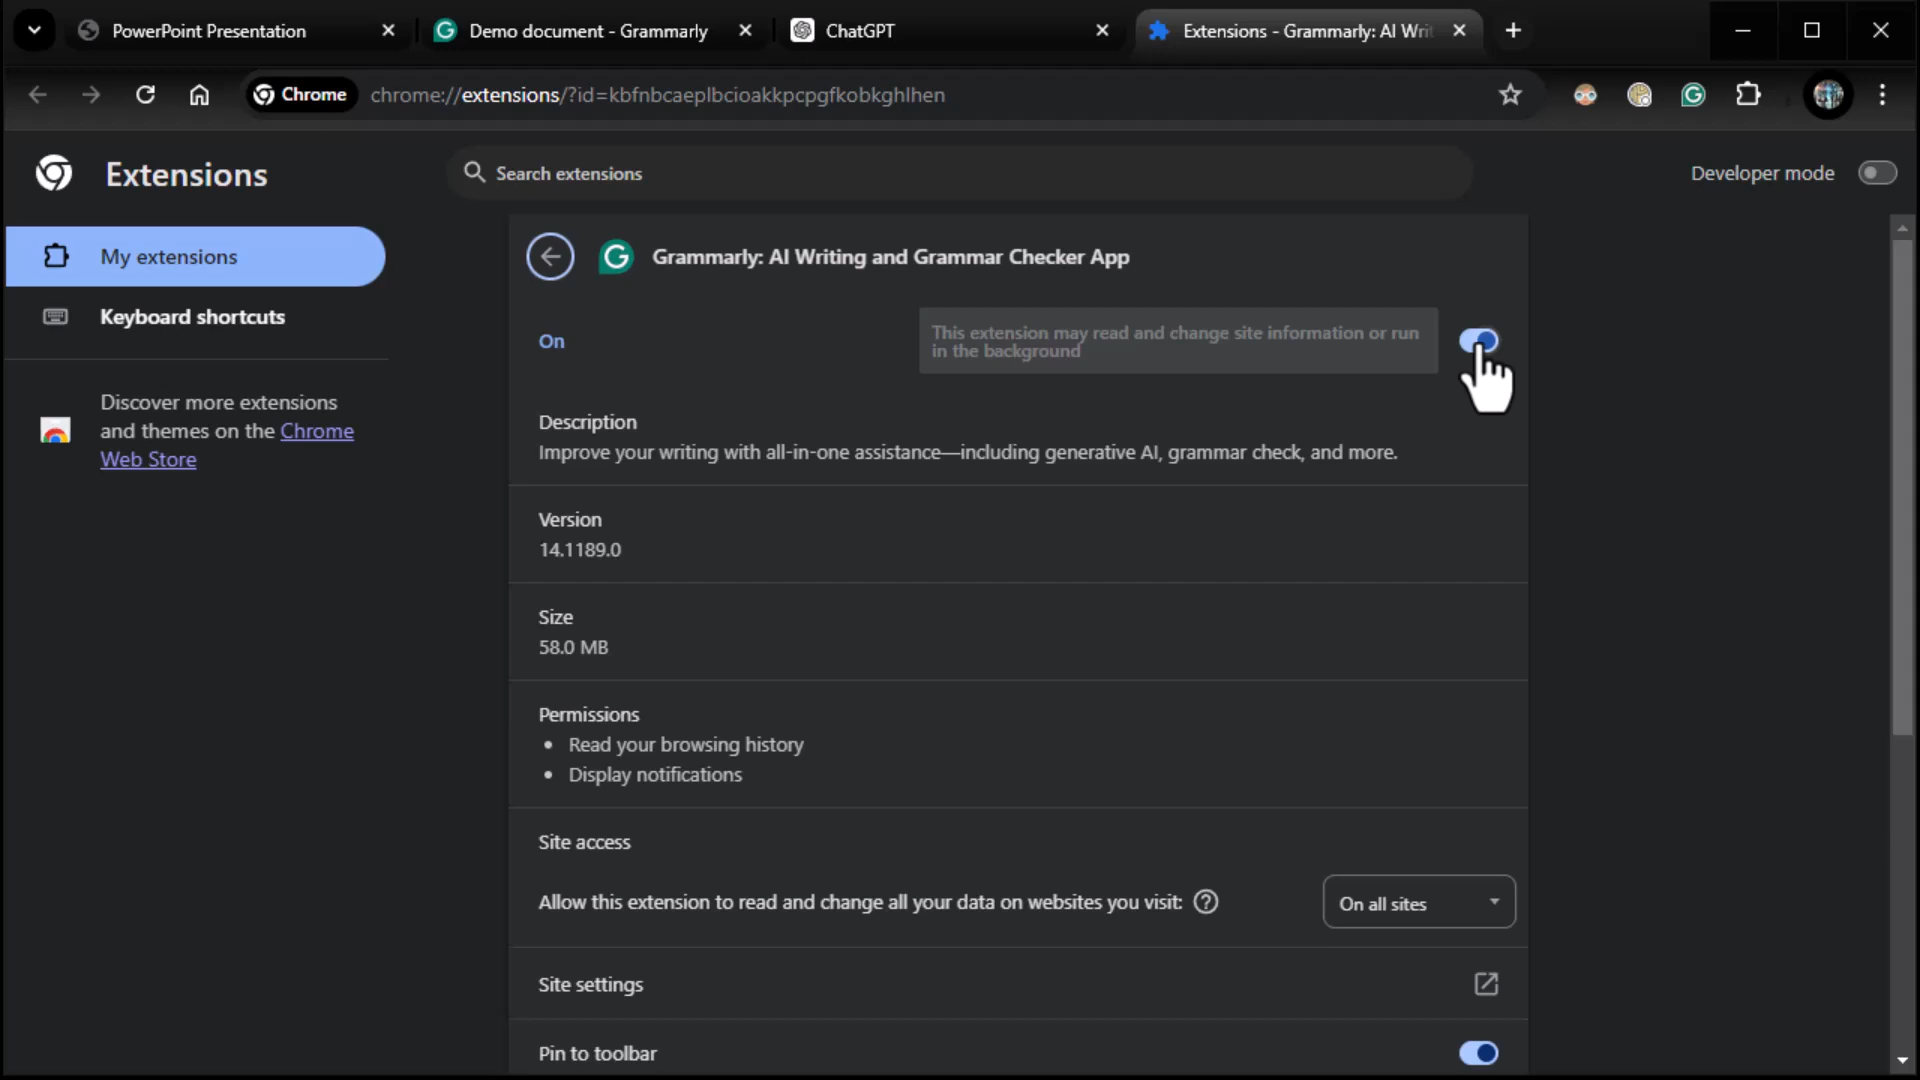 PowerPoint Presentation
Demo document - Grammarly
ChatGPT
Extensions - Grammarly: AI Writ
Chrome
chrome://extensions/?id=kbfnbcaeplbcioakkpcpgfkobkghlhen
Extensions
Search extensions
Developer mode
My extensions
Keyboard shortcuts
Discover more extensions
and themes on the Chrome
Web Store
Grammarly: AI Writing and Grammar Checker App
On
This extension may read and change site information or run
in the background
Description
Improve your writing with all-in-one assistance—including generative AI, grammar check, and more.
Version
14.1189.0
Size
58.0 MB
Permissions
• Read your browsing history
• Display notifications
Site access
Allow this extension to read and change all your data on websites you visit:
On all sites
Site settings
Pin to toolbar